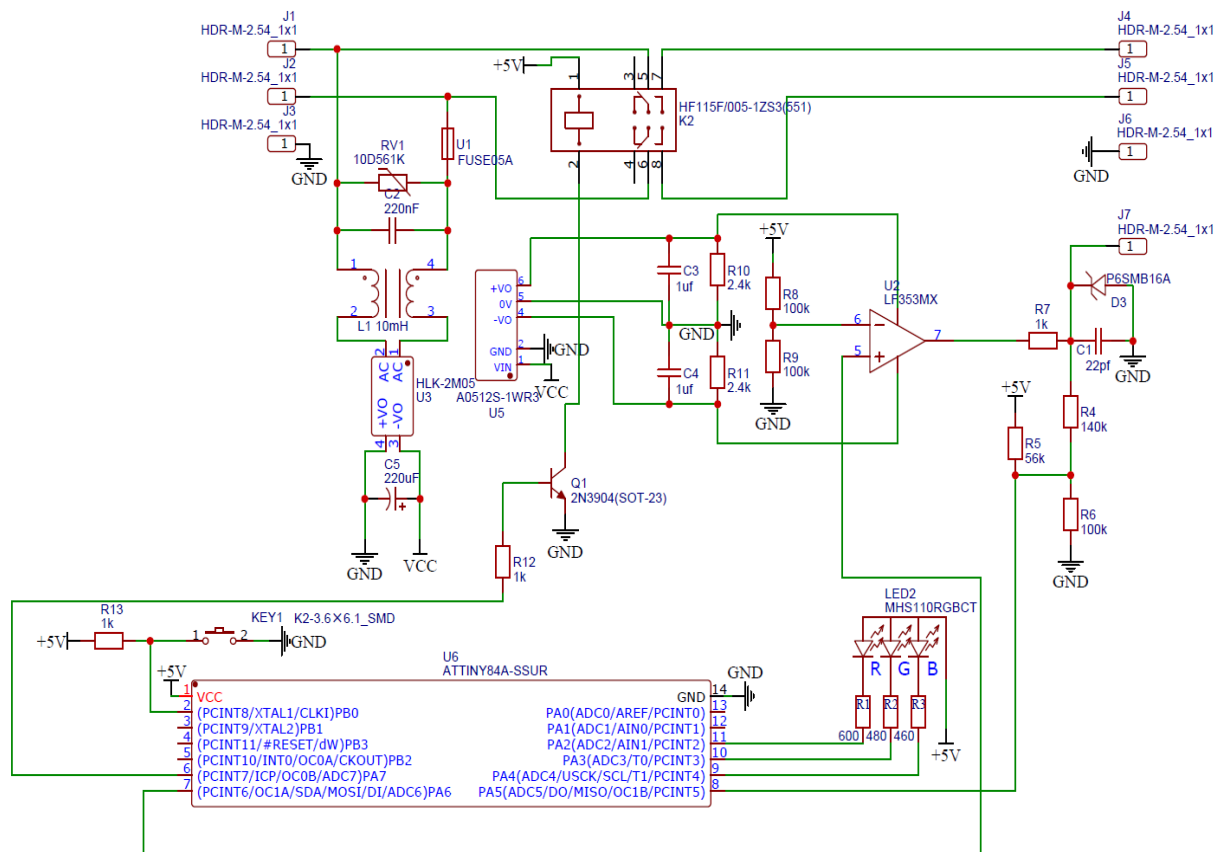 J1
HDR-M-2.54_1x1
1
J2
HDR-M-2.54_1x1
1
J3
HDR-M-2.54_1x1
1
GND
RV1
10D561K
C2
220nF
U1
FUSE05A
1
4
2
3
L1 10mH
2
1
AC
AC
+VO
-VO
4
3
HLK-2M05
U3
C5
220uF
GND
VCC
+5V
1
3
5
7
2
4
6
8
HF115F/005-1ZS3(551)
K2
J4
HDR-M-2.54_1x1
1
J5
HDR-M-2.54_1x1
1
J6
HDR-M-2.54_1x1
1
GND
J7
HDR-M-2.54_1x1
1
+VO
0V
-VO
GND
VIN
6
5
4
2
1
GND
VCC
A0512S-1WR3
U5
C3
1uf
R10
2.4k
GND
C4
1uf
R11
2.4k
+5V
R8
100k
R9
100k
GND
U2
LF353MX
6
5
7
R7
1k
P6SMB16A
D3
C1
22pf
GND
+5V
R5
56k
R4
140k
R6
100k
GND
Q1
2N3904(SOT-23)
GND
R12
1k
R13
1k
+5V
KEY1
K2-3.6×6.1_SMD
1
2
GND
+5V
U6
ATTINY84A-SSUR
1
VCC
2
(PCINT8/XTAL1/CLKI)PB0
3
(PCINT9/XTAL2)PB1
4
(PCINT11/#RESET/dW)PB3
5
(PCINT10/INT0/OC0A/CKOUT)PB2
6
(PCINT7/ICP/OC0B/ADC7)PA7
7
(PCINT6/OC1A/SDA/MOSI/DI/ADC6)PA6
GND
14
GND
PA0(ADC0/AREF/PCINT0)
13
PA1(ADC1/AIN0/PCINT1)
12
PA2(ADC2/AIN1/PCINT2)
11
PA3(ADC3/T0/PCINT3)
10
PA4(ADC4/USCK/SCL/T1/PCINT4)
9
PA5(ADC5/DO/MISO/OC1B/PCINT5)
8
LED2
MHS110RGBCT
R
G
B
R1
R2
R3
600
480
460
+5V